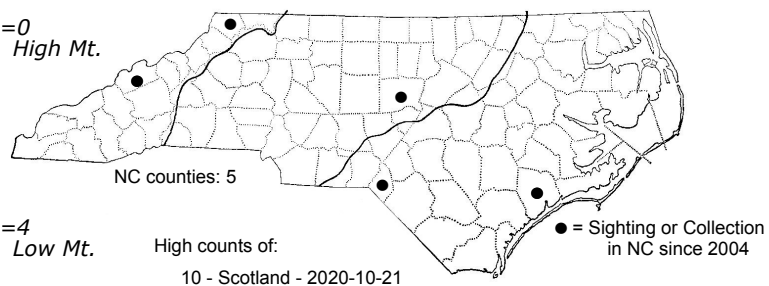 =0
High Mt.
NC counties: 5
=4
Low Mt.
High counts of:
10 - Scotland - 2020-10-21
● = Sighting or Collection
in NC since 2004